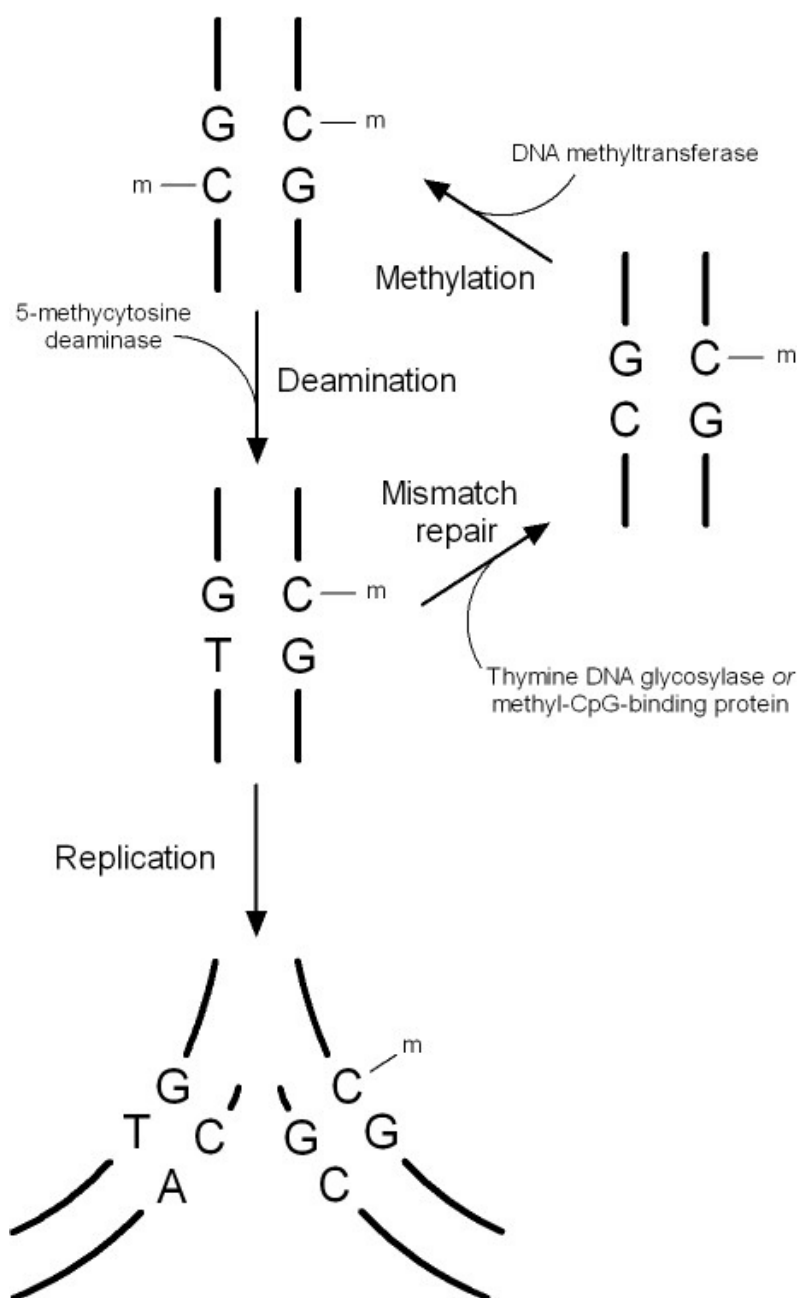 G C m
m C G
DNA methyltransferase
Methylation
5-methycytosine
deaminase
Deamination
G C m
C G
Mismatch
repair
G C m
T G
Thymine DNA glycosylase or
methyl-CpG-binding protein
Replication
m
G C
T C G G
A C